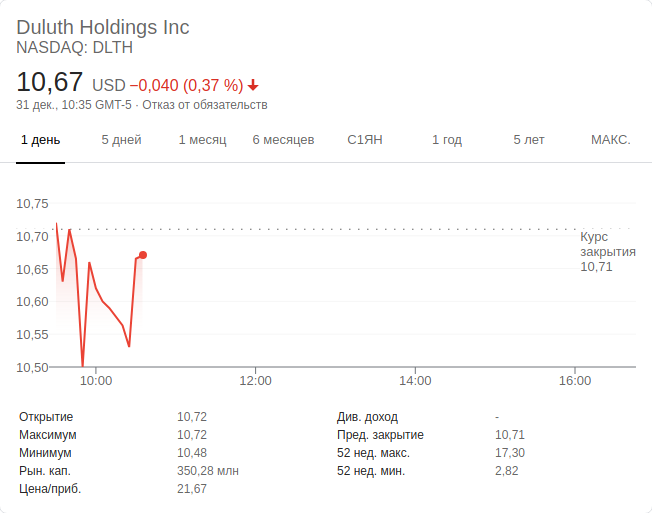 Duluth Holdings Inc
NASDAQ: DLTH
10,67 USD −0,040 (0,37 %)
31 дек., 10:35 GMT-5 · Отказ от обязательств
1 день 5 дней 1 месяц 6 месяцев С1ЯН 1 год 5 лет МАКС.
10,75
10,70
10,65
10,60
10,55
10,50
Курс
закрытия
10,71
10:00 12:00 14:00 16:00
Открытие 10,72 Див. доход -
Максимум 10,72 Пред. закрытие 10,71
Минимум 10,48 52 нед. макс. 17,30
Рын. кап. 350,28 млн 52 нед. мин. 2,82
Цена/приб. 21,67